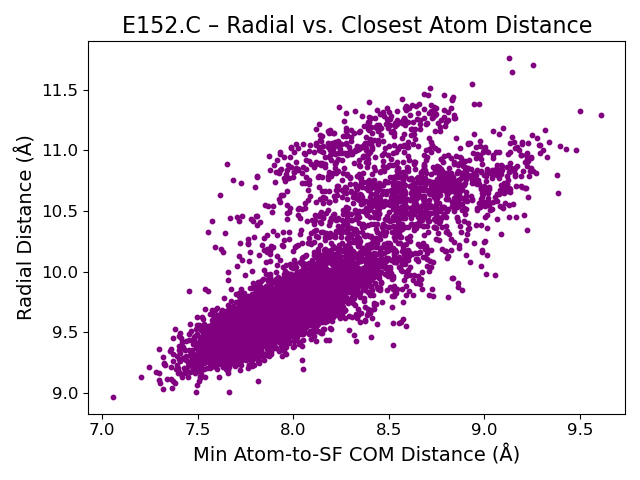 E152.C – Radial vs. Closest Atom Distance
Radial Distance (Å)
11.5
11.0
10.5
10.0
9.5
9.0
7.0 7.5 8.0 8.5 9.0 9.5
Min Atom-to-SF COM Distance (Å)